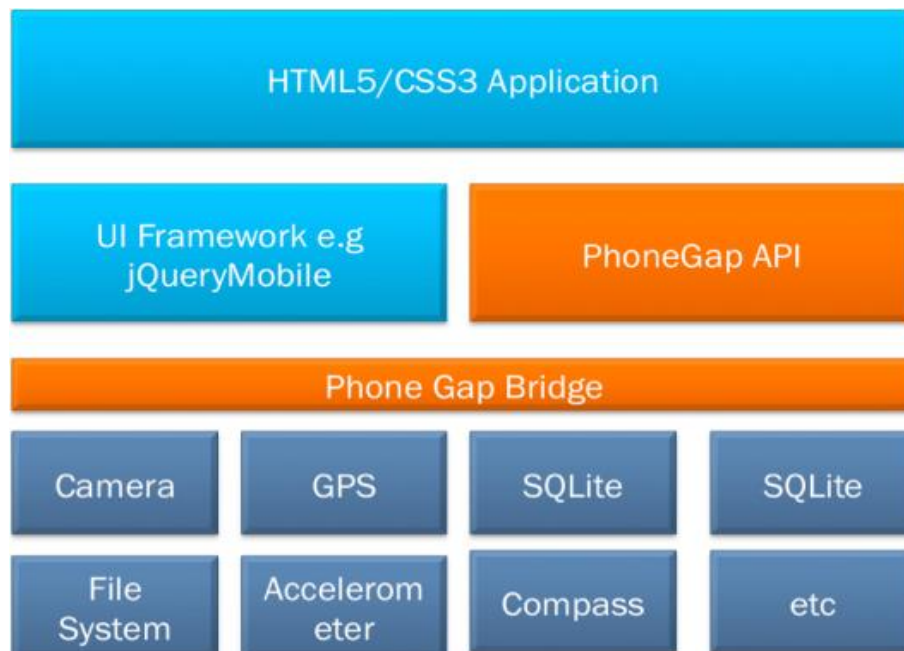 HTML5/CSS3 Application
UI Framework e.g
jQueryMobile
PhoneGap API
Phone Gap Bridge
Camera
GPS
SQLite
SQLite
File
System
Accelerom
eter
Compass
etc